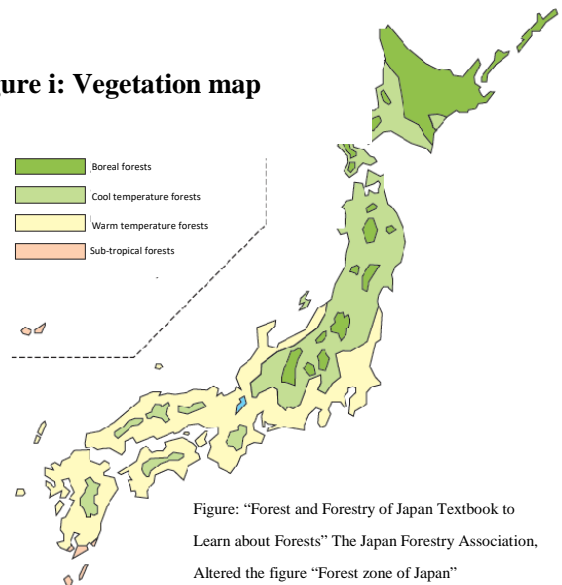 gure i: Vegetation map
Boreal forests
Cool temperature forests
Warm temperature forests
Sub-tropical forests
Figure: “Forest and Forestry of Japan Textbook to
Learn about Forests” The Japan Forestry Association,
Altered the figure “Forest zone of Japan”